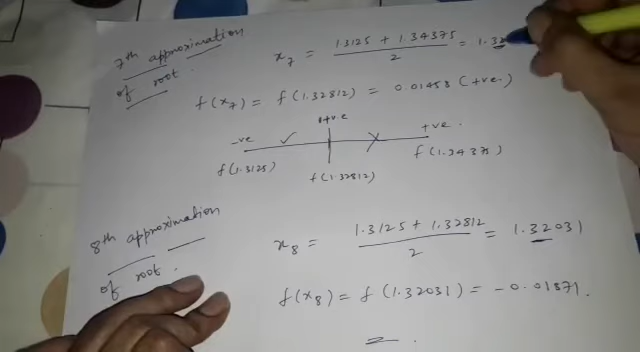 7th approximation of root.
x₇ = (1.3125 + 1.34375)/2 = 1.32
f(x₇) = f(1.32812) = 0.01458 (+ve)
-ve +ve +ve.
f(1.3125) f(1.32812) f(1.34375)
8th approximation of root.
x₈ = (1.3125 + 1.32812)/2 = 1.32031
f(x₈) = f(1.32031) = -0.01871.